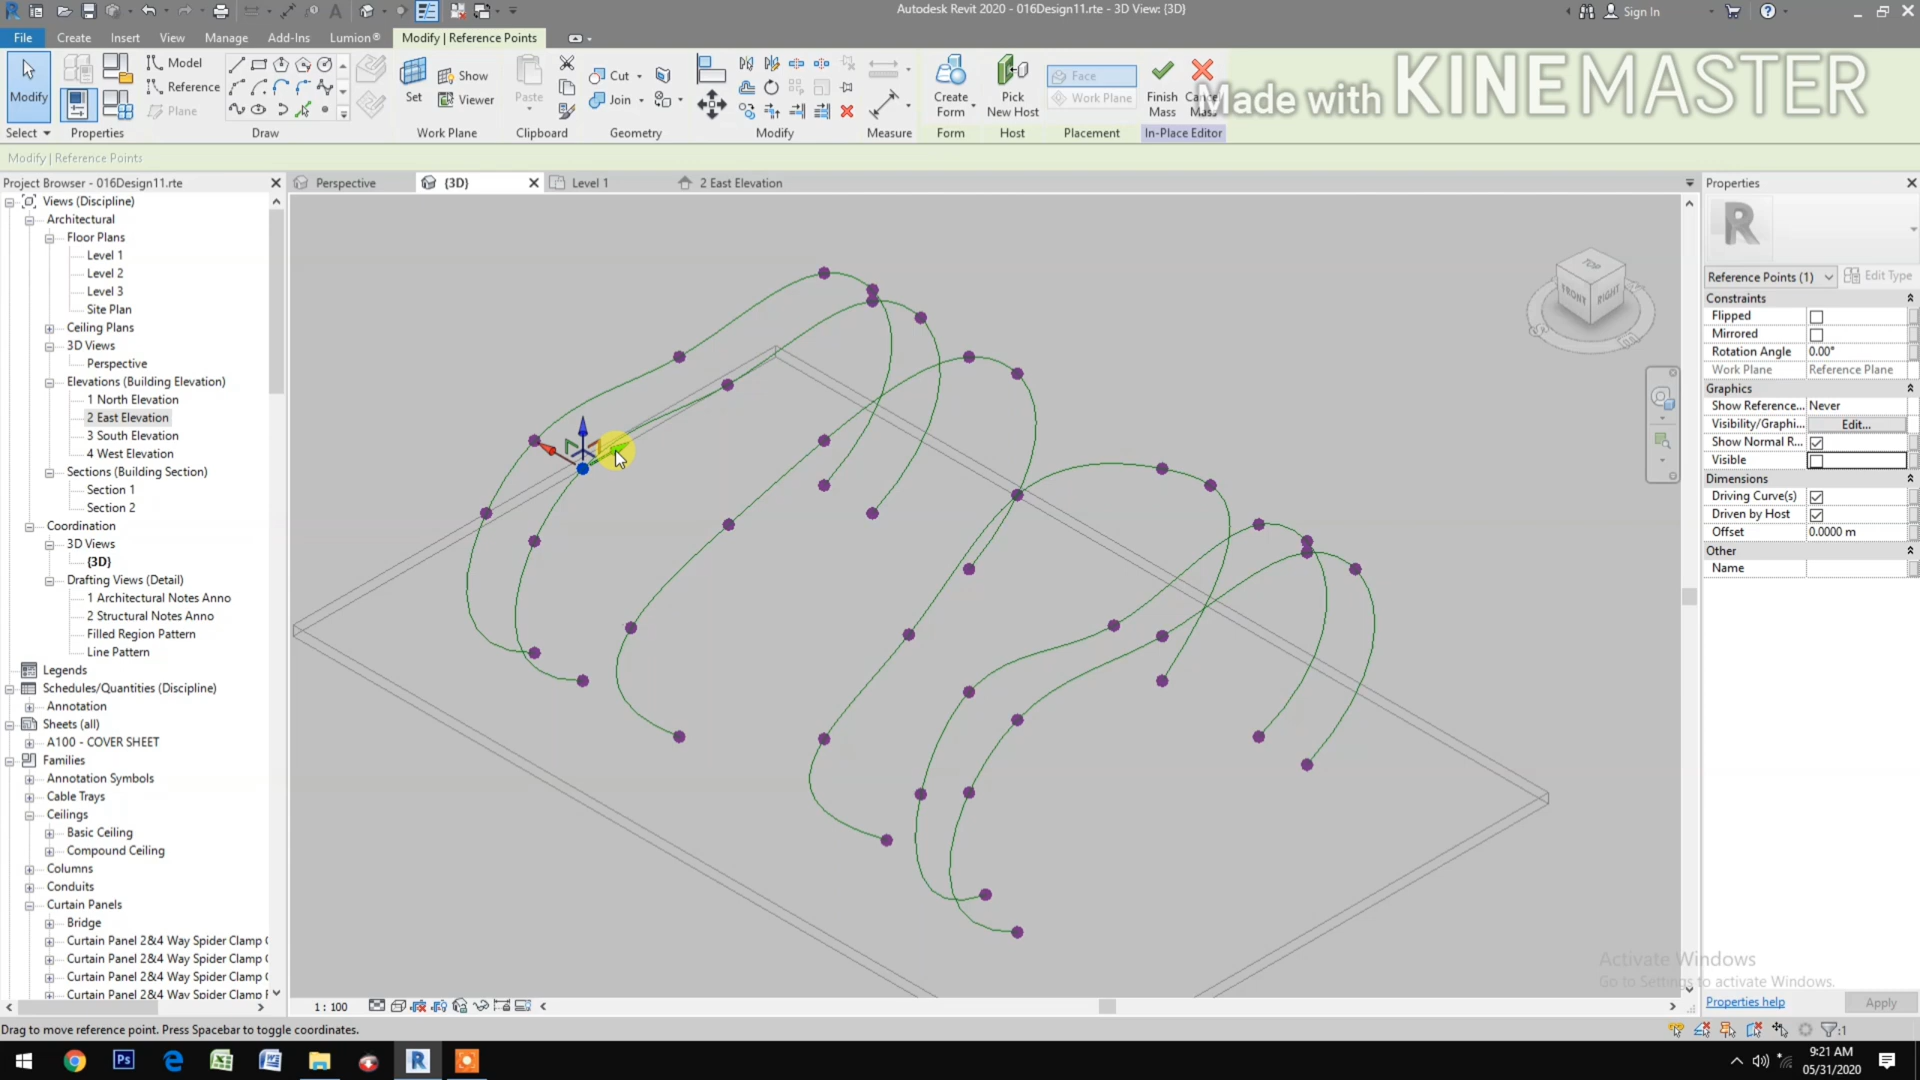 Autodesk Revit 2020 - 016Design11.rte - 3D View: {3D}
Sign In
File
Create
Insert
View
Manage
Add-Ins
Lumion®
Modify | Reference Points
Modify
Model
Reference
Plane
Set
Show
Viewer
Paste
Cut
Join
Create
Form
Pick
New Host
Face
Work Plane
Finish
Mass
Cancel
Mass
Made with KINEMASTER
Select
Properties
Draw
Work Plane
Clipboard
Geometry
Modify
Measure
Form
Host
Placement
In-Place Editor
Modify | Reference Points
Project Browser - 016Design11.rte
Perspective
{3D}
Level 1
2 East Elevation
Properties
Views (Discipline)
Architectural
Floor Plans
Level 1
Level 2
Level 3
Site Plan
Ceiling Plans
3D Views
Perspective
Elevations (Building Elevation)
1 North Elevation
2 East Elevation
3 South Elevation
4 West Elevation
Sections (Building Section)
Section 1
Section 2
Coordination
3D Views
{3D}
Drafting Views (Detail)
1 Architectural Notes Anno
2 Structural Notes Anno
Filled Region Pattern
Line Pattern
Legends
Schedules/Quantities (Discipline)
Annotation
Sheets (all)
A100 - COVER SHEET
Families
Annotation Symbols
Cable Trays
Ceilings
Basic Ceiling
Compound Ceiling
Columns
Conduits
Curtain Panels
Bridge
Curtain Panel 2&4 Way Spider Clamp
Curtain Panel 2&4 Way Spider Clamp
Curtain Panel 2&4 Way Spider Clamp
Curtain Panel 2&4 Way Spider Clamp
TOP
FRONT
RIGHT
Reference Points (1)
Edit Type
Constraints
Flipped
Mirrored
Rotation Angle 0.00°
Work Plane Reference Plane
Graphics
Show Reference... Never
Visibility/Graphi... Edit...
Show Normal R...
Visible
Dimensions
Driving Curve(s)
Driven by Host
Offset 0.0000 m
Other
Name
Activate Windows
Go to Settings to activate Windows.
Properties help
Apply
1 : 100
Drag to move reference point. Press Spacebar to toggle coordinates.
:1
9:21 AM
05/31/2020